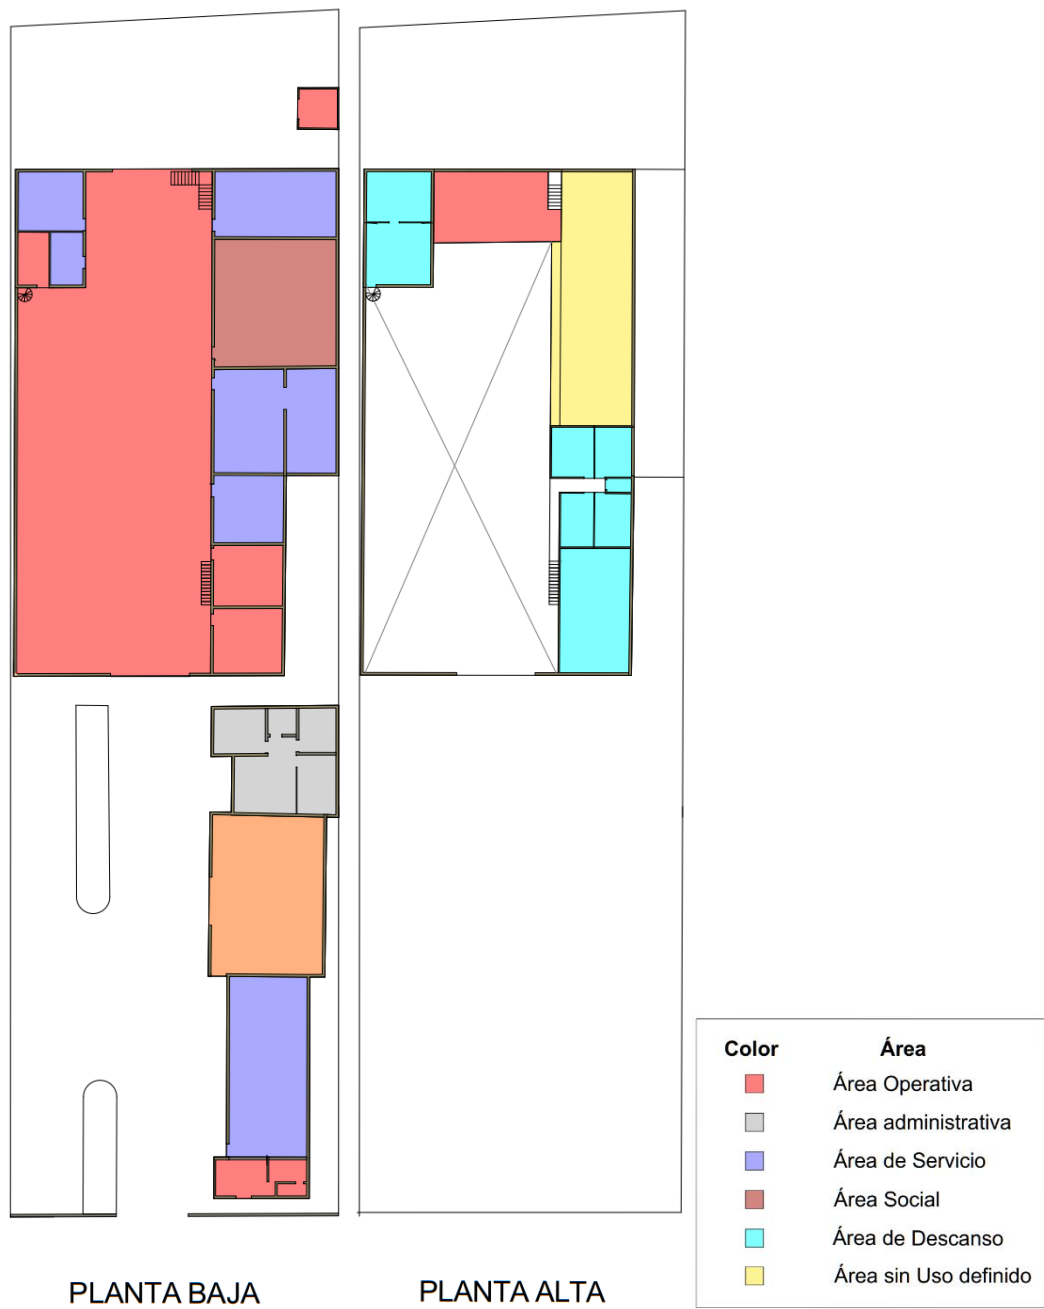 Color Área
Área Operativa
Área administrativa
Área de Servicio
Área Social
Área de Descanso
Área sin Uso definido
PLANTA BAJA
PLANTA ALTA